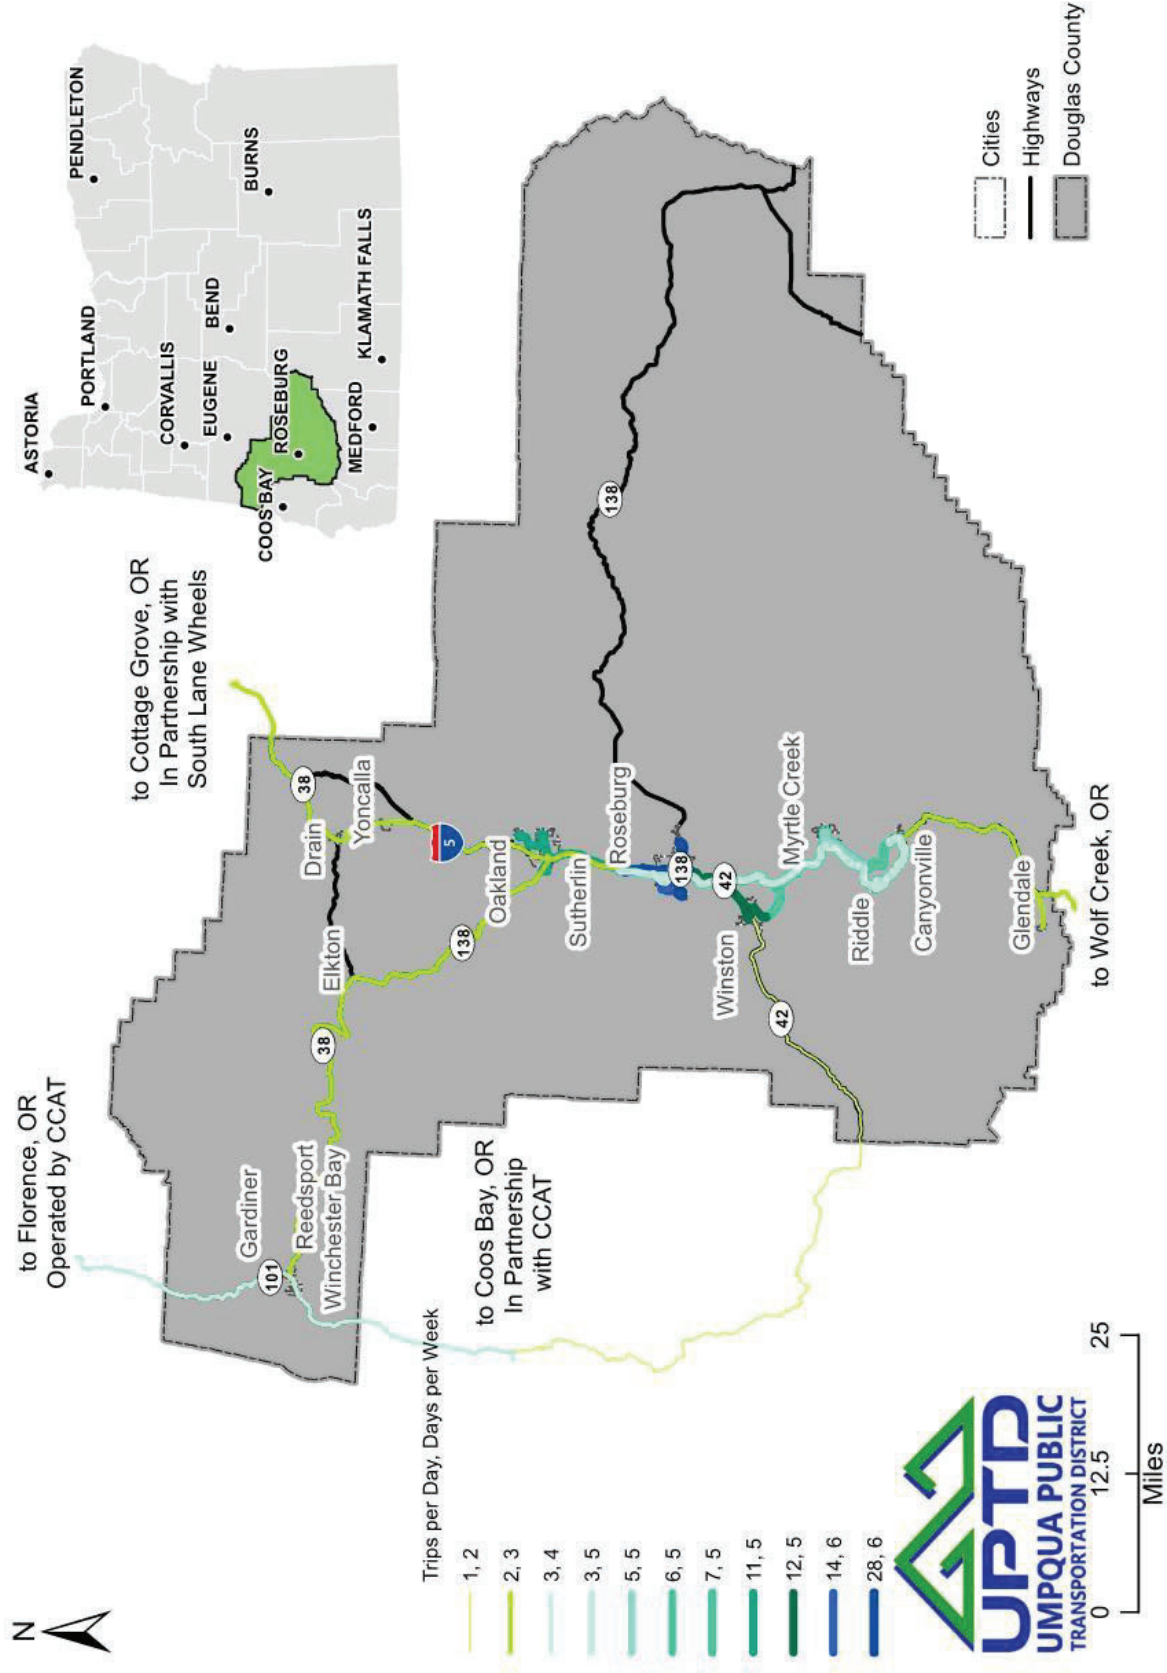 N
to Florence, OR
Operated by CCAT
to Cottage Grove, OR
In Partnership with
South Lane Wheels
ASTORIA
PENDLETON
PORTLAND
CORVALLIS
EUGENE
BEND
BURNS
COOS BAY
ROSEBURG
MEDFORD
KLAMATH FALLS
Gardiner
101
Reedsport
Winchester Bay
38
Elkton
Drain
38
Yoncalla
5
138
Oakland
Sutherlin
Roseburg
138
138
42
Winston
42
Myrtle Creek
Riddle
Canyonville
Glendale
to Wolf Creek, OR
to Coos Bay, OR
In Partnership
with CCAT
Trips per Day, Days per Week
1, 2
2, 3
3, 4
3, 5
5, 5
6, 5
7, 5
11, 5
12, 5
14, 6
28, 6
UPTD
UMPQUA PUBLIC
TRANSPORTATION DISTRICT
0 12.5 25
Miles
Cities
Highways
Douglas County